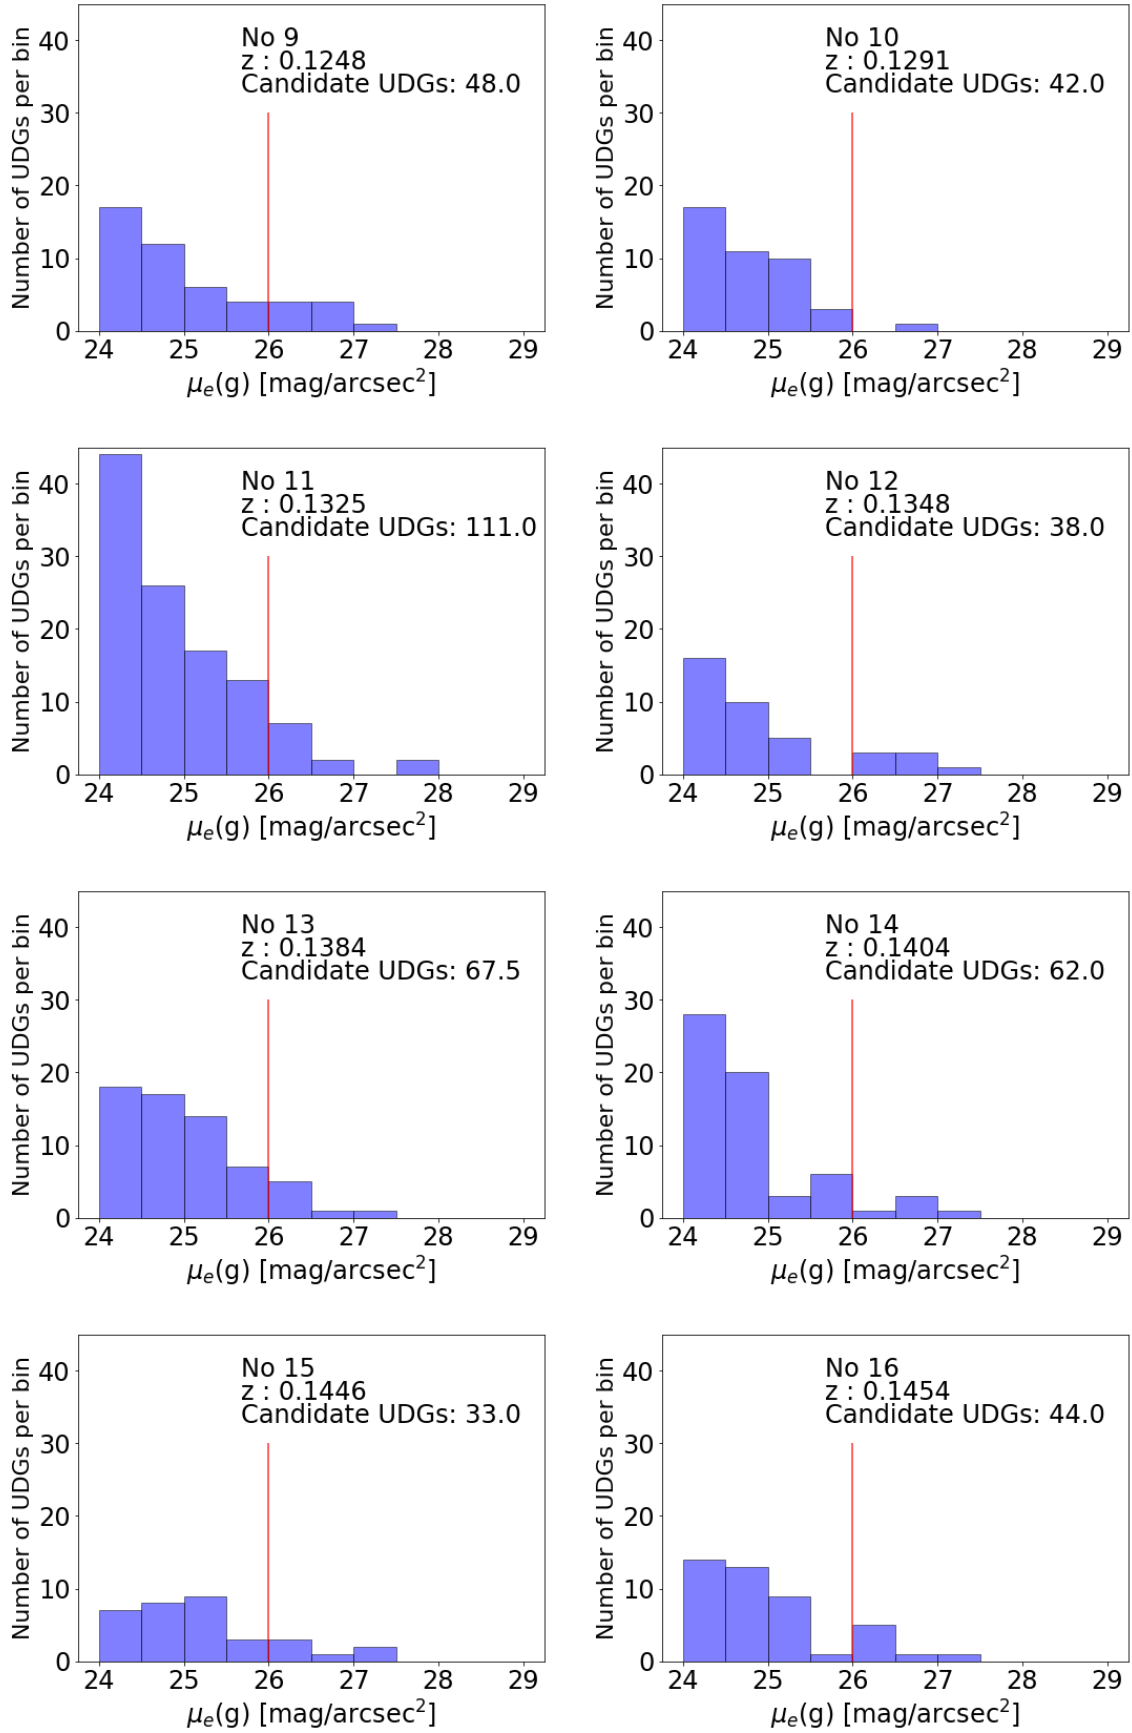 No 9
z : 0.1248
Candidate UDGs: 48.0
Number of UDGs per bin
40
30
20
10
0
24 25 26 27 28 29
μe(g) [mag/arcsec²]
No 10
z : 0.1291
Candidate UDGs: 42.0
Number of UDGs per bin
40
30
20
10
0
24 25 26 27 28 29
μe(g) [mag/arcsec²]
No 11
z : 0.1325
Candidate UDGs: 111.0
Number of UDGs per bin
40
30
20
10
0
24 25 26 27 28 29
μe(g) [mag/arcsec²]
No 12
z : 0.1348
Candidate UDGs: 38.0
Number of UDGs per bin
40
30
20
10
0
24 25 26 27 28 29
μe(g) [mag/arcsec²]
No 13
z : 0.1384
Candidate UDGs: 67.5
Number of UDGs per bin
40
30
20
10
0
24 25 26 27 28 29
μe(g) [mag/arcsec²]
No 14
z : 0.1404
Candidate UDGs: 62.0
Number of UDGs per bin
40
30
20
10
0
24 25 26 27 28 29
μe(g) [mag/arcsec²]
No 15
z : 0.1446
Candidate UDGs: 33.0
Number of UDGs per bin
40
30
20
10
0
24 25 26 27 28 29
μe(g) [mag/arcsec²]
No 16
z : 0.1454
Candidate UDGs: 44.0
Number of UDGs per bin
40
30
20
10
0
24 25 26 27 28 29
μe(g) [mag/arcsec²]